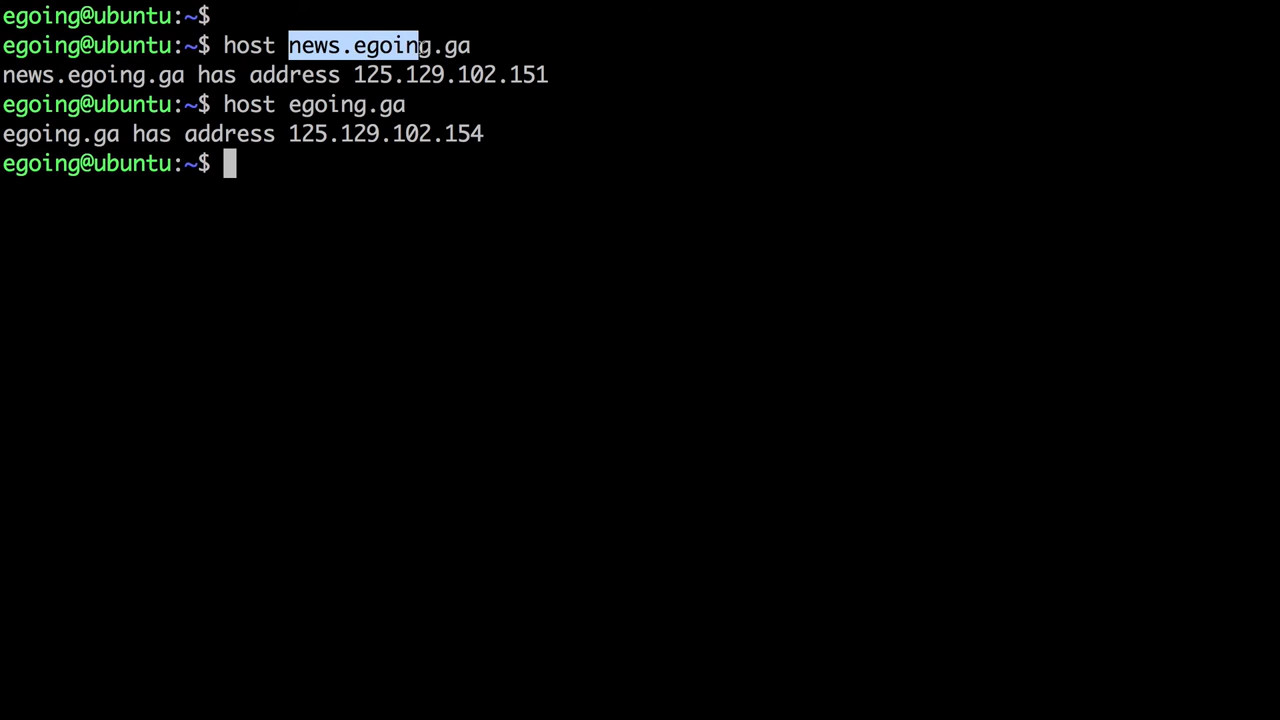 egoing@ubuntu:~$
egoing@ubuntu:~$ host news.egoing.ga
news.egoing.ga has address 125.129.102.151
egoing@ubuntu:~$ host egoing.ga
egoing.ga has address 125.129.102.154
egoing@ubuntu:~$